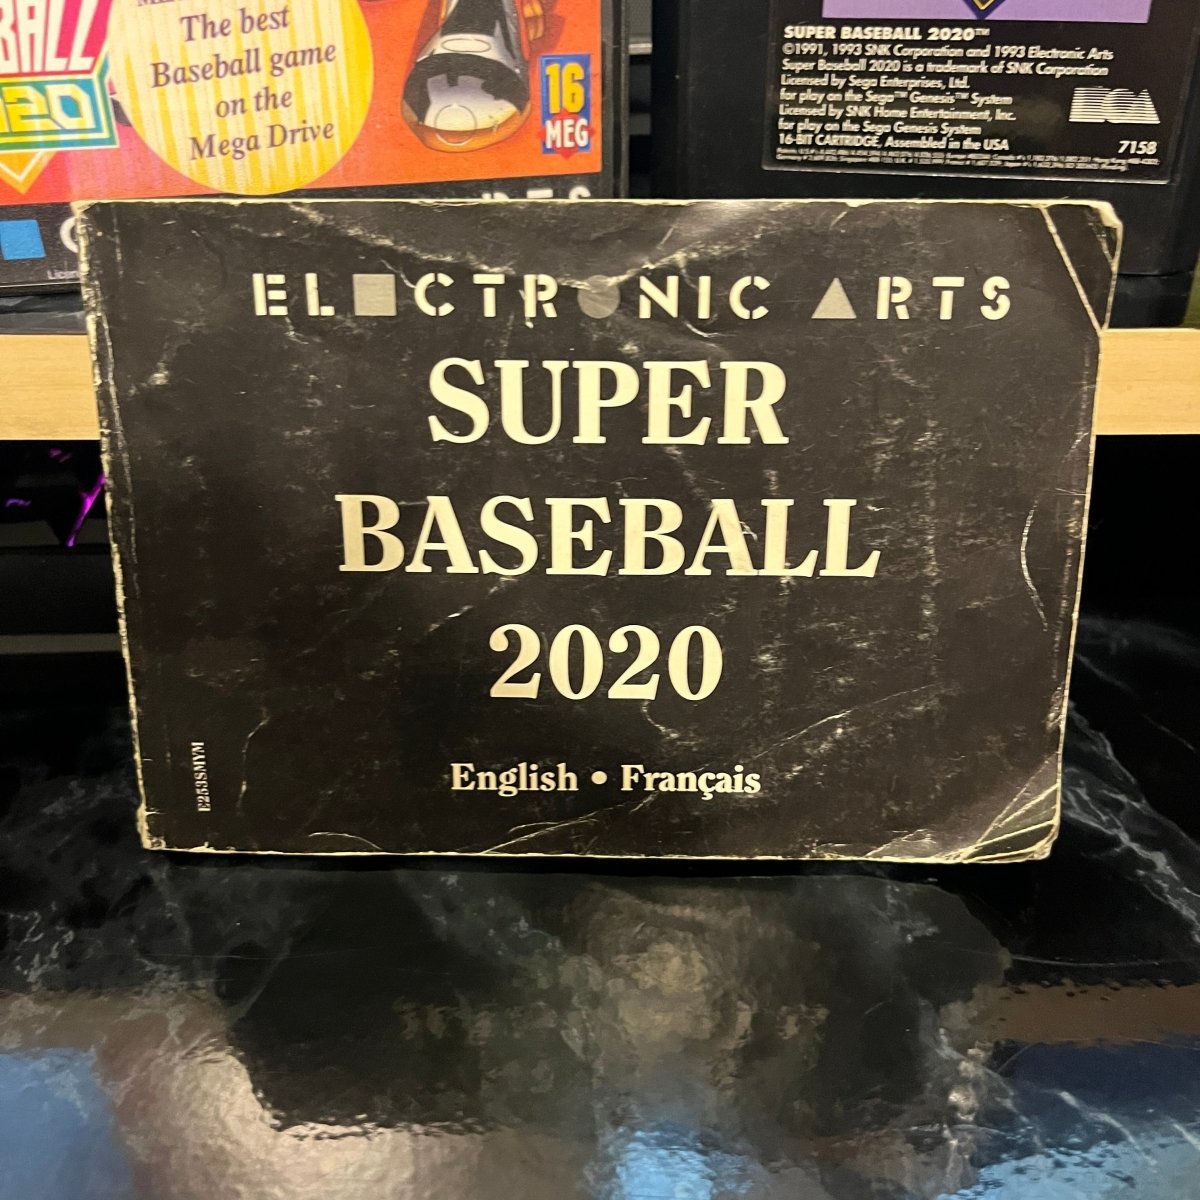 BALL
2020
The best
Baseball game
on the
Mega Drive
16
MEG
SUPER BASEBALL 2020™
©1991, 1993 SNK Corporation and 1993 Electronic Arts
Super Baseball 2020 is a trademark of SNK Corporation
Licensed by Sega Enterprises, Ltd.
for play on the Sega™ Genesis™ System
Licensed by SNK Home Entertainment, Inc.
for play on the Sega Genesis System
16-BIT CARTRIDGE, Assembled in the USA
SEGA
7158
ELECTRONIC ARTS
SUPER
BASEBALL
2020
English • Français
E253SMYM